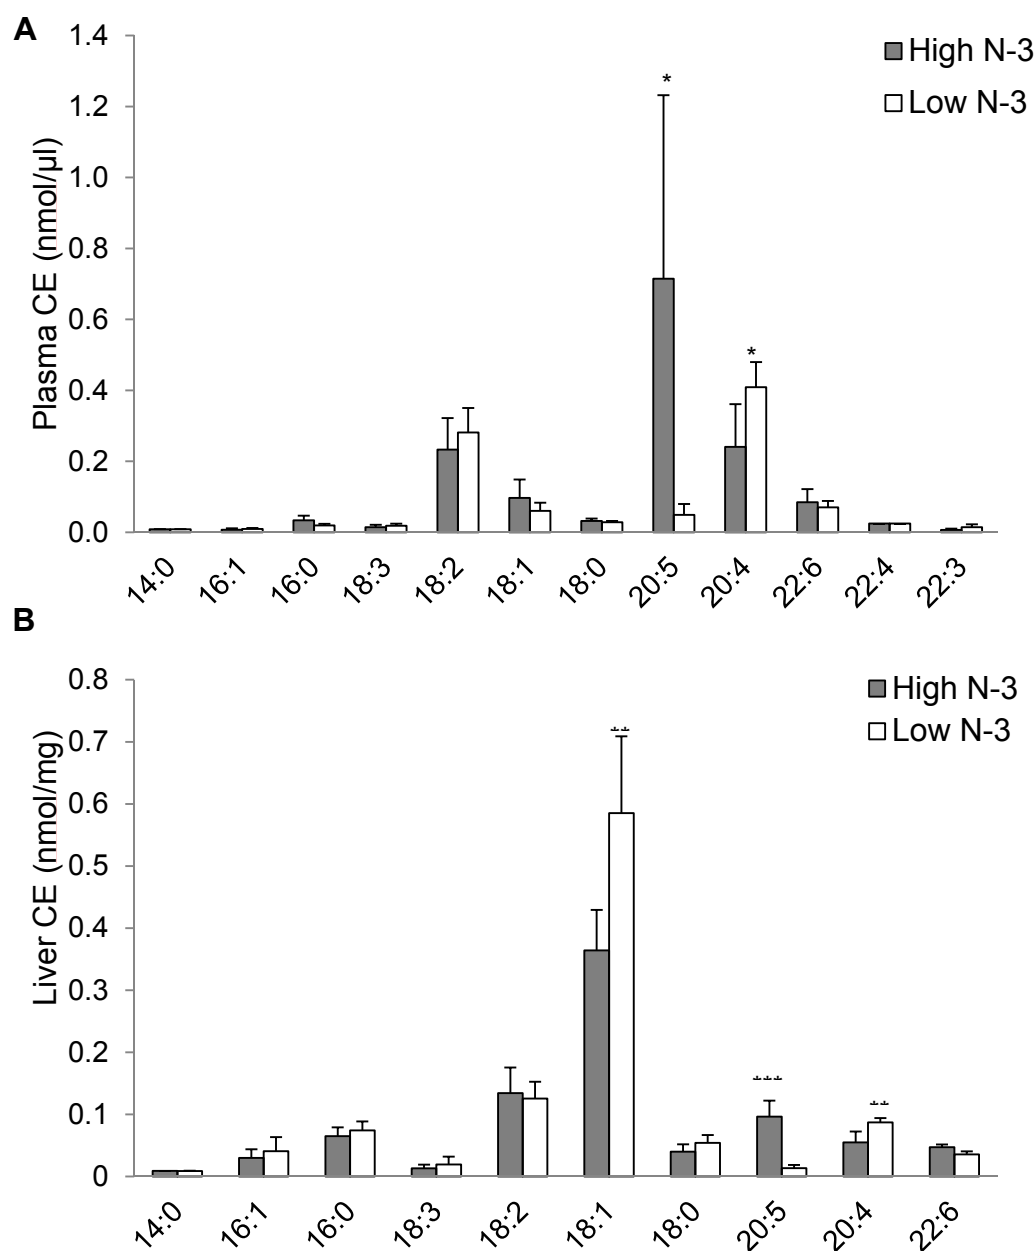 A
1.4
1.2
1.0
0.8
0.6
0.4
0.2
0.0
Plasma CE (nmol/µl)
High N-3
Low N-3
*
*
14:0 16:1 16:0 18:3 18:2 18:1 18:0 20:5 20:4 22:6 22:4 22:3
B
0.8
0.7
0.6
0.5
0.4
0.3
0.2
0.1
0
Liver CE (nmol/mg)
High N-3
Low N-3
**
***
**
14:0 16:1 16:0 18:3 18:2 18:1 18:0 20:5 20:4 22:6